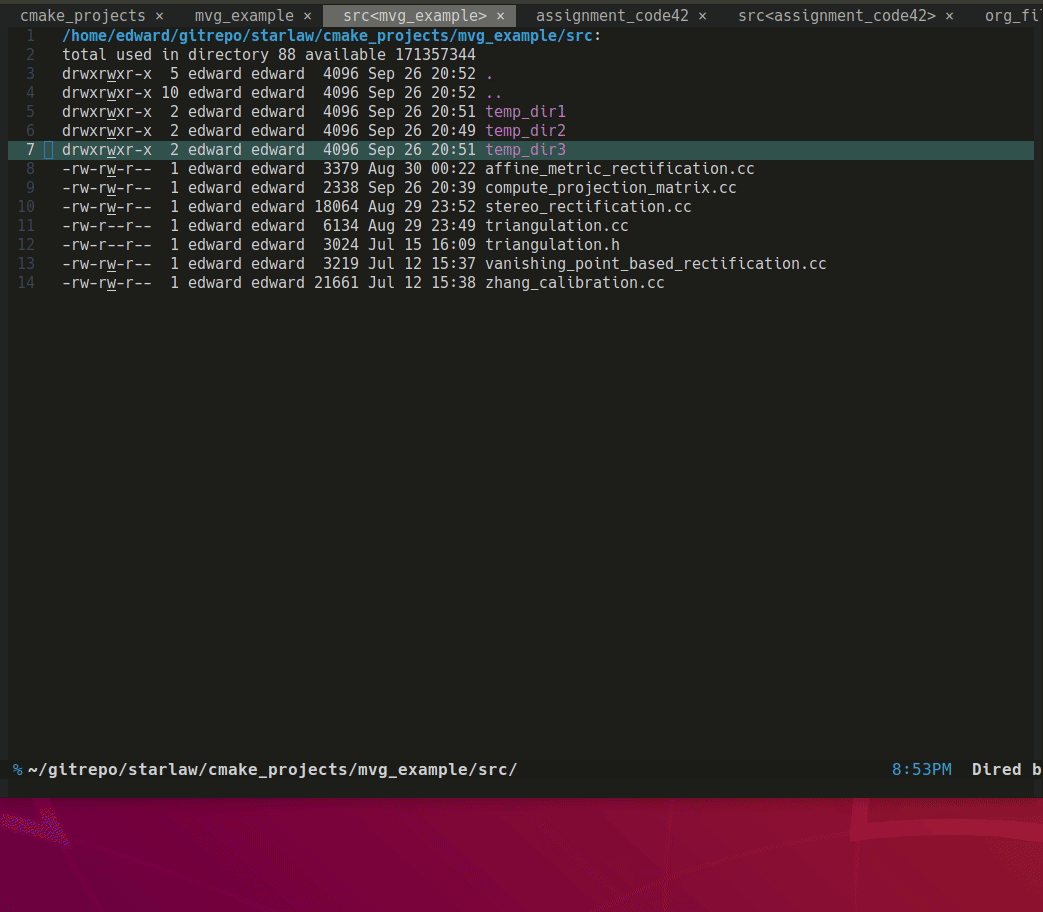 cmake_projects × mvg_example × src<mvg_example> × assignment_code42 × src<assignment_code42> × org_fi
1 /home/edward/gitrepo/starlaw/cmake_projects/mvg_example/src:
2 total used in directory 88 available 171357344
3 drwxrwxr-x 5 edward edward 4096 Sep 26 20:52 .
4 drwxrwxr-x 10 edward edward 4096 Sep 26 20:52 ..
5 drwxrwxr-x 2 edward edward 4096 Sep 26 20:51 temp_dir1
6 drwxrwxr-x 2 edward edward 4096 Sep 26 20:49 temp_dir2
7 drwxrwxr-x 2 edward edward 4096 Sep 26 20:51 temp_dir3
8 -rw-rw-r-- 1 edward edward 3379 Aug 30 00:22 affine_metric_rectification.cc
9 -rw-rw-r-- 1 edward edward 2338 Sep 26 20:39 compute_projection_matrix.cc
10 -rw-rw-r-- 1 edward edward 18064 Aug 29 23:52 stereo_rectification.cc
11 -rw-r--r-- 1 edward edward 6134 Aug 29 23:49 triangulation.cc
12 -rw-r--r-- 1 edward edward 3024 Jul 15 16:09 triangulation.h
13 -rw-rw-r-- 1 edward edward 3219 Jul 12 15:37 vanishing_point_based_rectification.cc
14 -rw-rw-r-- 1 edward edward 21661 Jul 12 15:38 zhang_calibration.cc
% ~/gitrepo/starlaw/cmake_projects/mvg_example/src/ 8:53PM Dired b